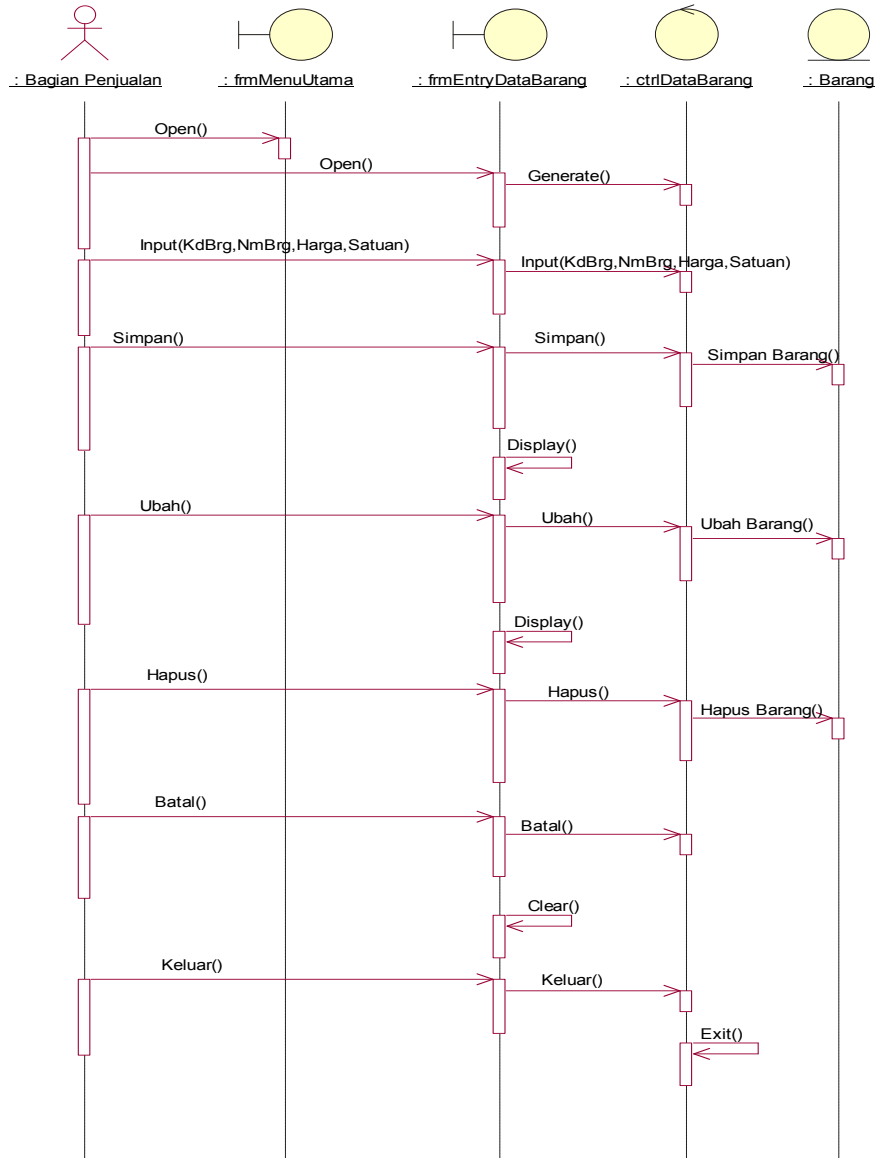 : Bagian Penjualan
: frmMenuUtama
: frmEntryDataBarang
: ctrlDataBarang
: Barang
Open()
Open()
Generate()
Input(KdBrg,NmBrg,Harga,Satuan)
Input(KdBrg,NmBrg,Harga,Satuan)
Simpan()
Simpan()
Simpan Barang()
Display()
Ubah()
Ubah()
Ubah Barang()
Display()
Hapus()
Hapus()
Hapus Barang()
Batal()
Batal()
Clear()
Keluar()
Keluar()
Exit()